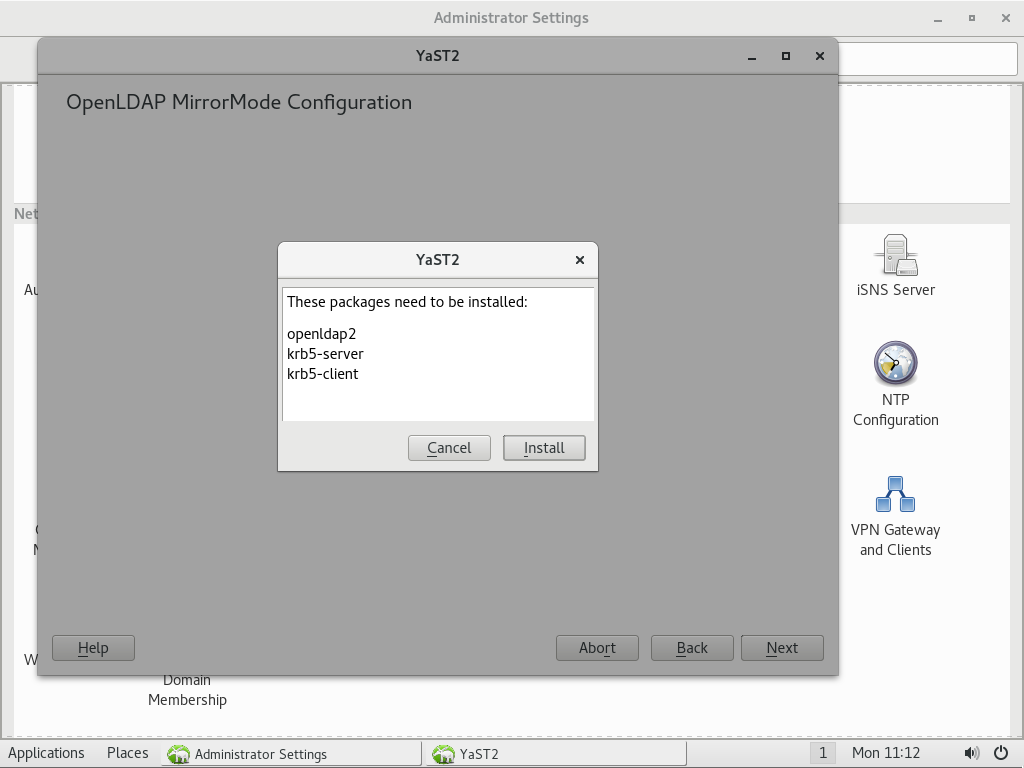 Administrator Settings
YaST2
OpenLDAP MirrorMode Configuration
Net
YaST2
These packages need to be installed:
openldap2
krb5-server
krb5-client
Cancel
Install
iSNS Server
NTP
Configuration
VPN Gateway
and Clients
Help
Abort
Back
Next
Domain
Membership
Applications
Places
Administrator Settings
YaST2
1
Mon 11:12